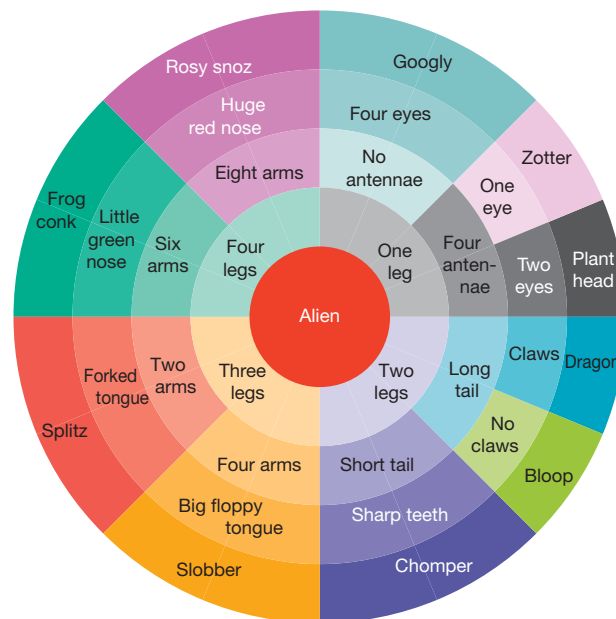 Rosy snoz
Googly
Huge
red nose
Four eyes
No
antennae
Zotter
One
eye
Eight arms
Frog
conk
Little
green
nose
Six
arms
Four
legs
One
leg
Four
anten-
nae
Two
eyes
Plant
head
Alien
Splitz
Forked
tongue
Two
arms
Three
legs
Two
legs
Long
tail
Claws
Dragon
No
claws
Bloop
Four arms
Short tail
Big floppy
tongue
Sharp teeth
Slobber
Chomper